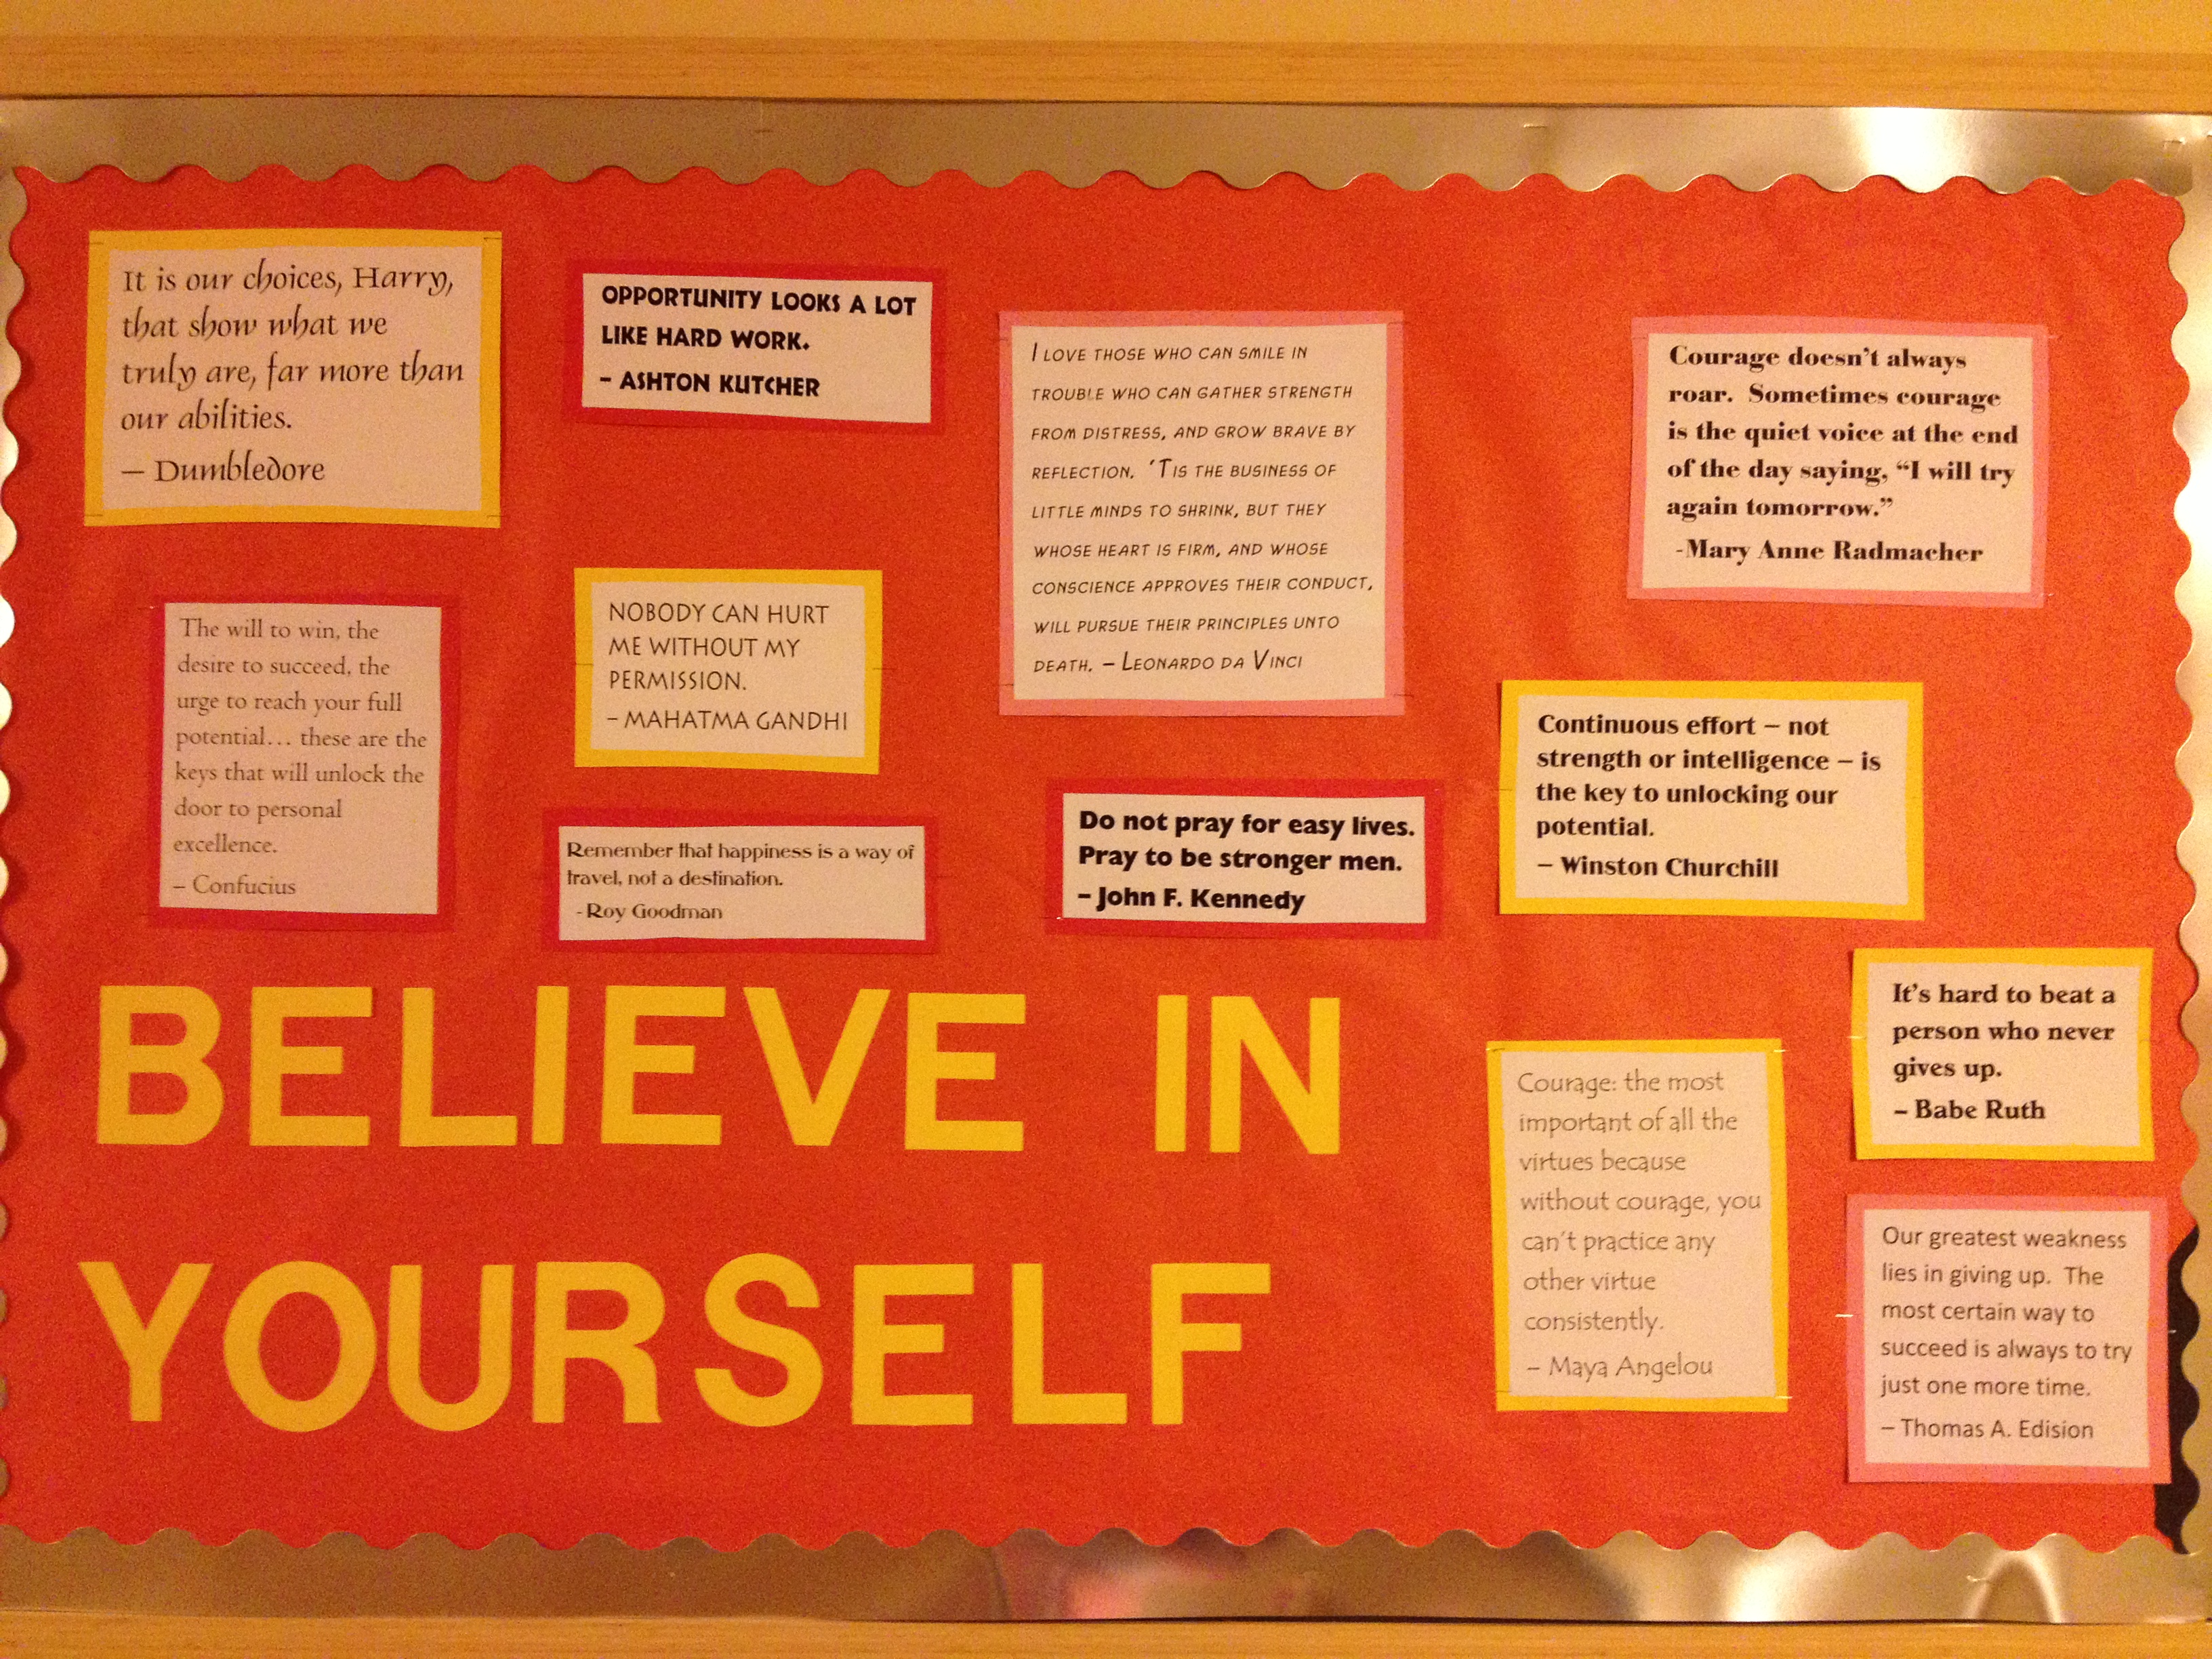 It is our choices, Harry,
that show what we
truly are, far more than
our abilities.
– Dumbledore
OPPORTUNITY LOOKS A LOT
LIKE HARD WORK.
– ASHTON KUTCHER
I LOVE THOSE WHO CAN SMILE IN
TROUBLE WHO CAN GATHER STRENGTH
FROM DISTRESS, AND GROW BRAVE BY
REFLECTION. 'TIS THE BUSINESS OF
LITTLE MINDS TO SHRINK, BUT THEY
WHOSE HEART IS FIRM, AND WHOSE
CONSCIENCE APPROVES THEIR CONDUCT,
WILL PURSUE THEIR PRINCIPLES UNTO
DEATH. – LEONARDO DA VINCI
Courage doesn't always
roar. Sometimes courage
is the quiet voice at the end
of the day saying, "I will try
again tomorrow."
-Mary Anne Radmacher
The will to win, the
desire to succeed, the
urge to reach your full
potential... these are the
keys that will unlock the
door to personal
excellence.
– Confucius
NOBODY CAN HURT
ME WITHOUT MY
PERMISSION.
– MAHATMA GANDHI
Remember that happiness is a way of
travel, not a destination.
-Roy Goodman
Do not pray for easy lives.
Pray to be stronger men.
– John F. Kennedy
Continuous effort – not
strength or intelligence – is
the key to unlocking our
potential.
– Winston Churchill
It's hard to beat a
person who never
gives up.
– Babe Ruth
BELIEVE IN
YOURSELF
Courage: the most
important of all the
virtues because
without courage, you
can't practice any
other virtue
consistently.
– Maya Angelou
Our greatest weakness
lies in giving up. The
most certain way to
succeed is always to try
just one more time.
– Thomas A. Edision